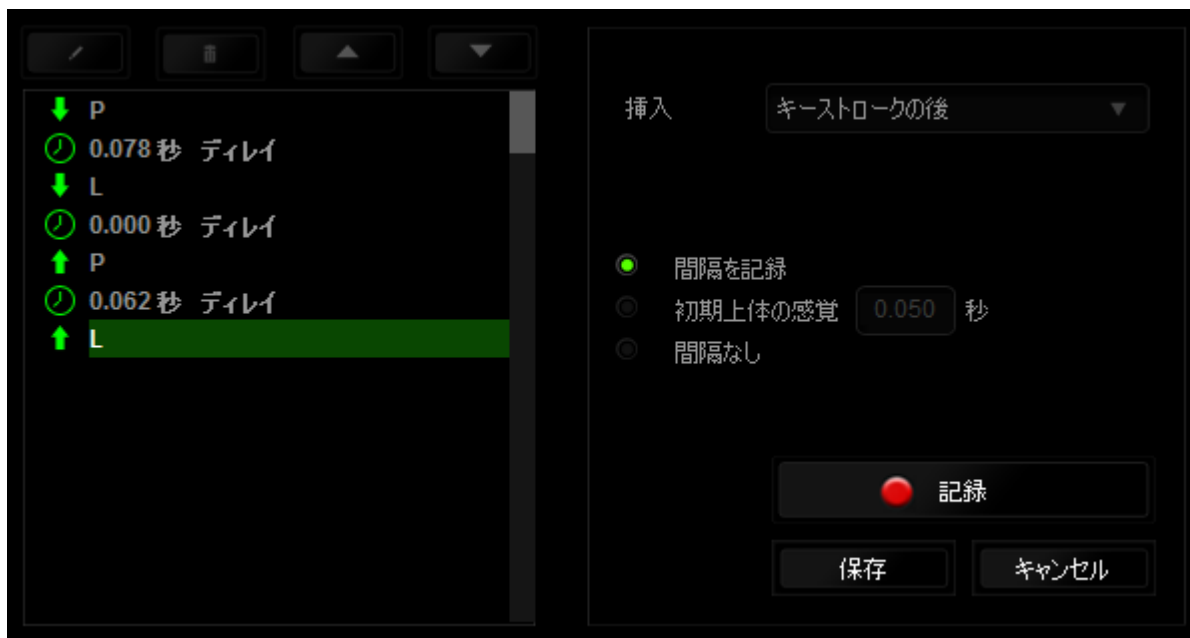 P
0.078 秒 ディレイ
L
0.000 秒 ディレイ
P
0.062 秒 ディレイ
L
挿入 キーストロークの後
間隔を記録
初期上体の感覚 0.050 秒
間隔なし
記録
保存 キャンセル